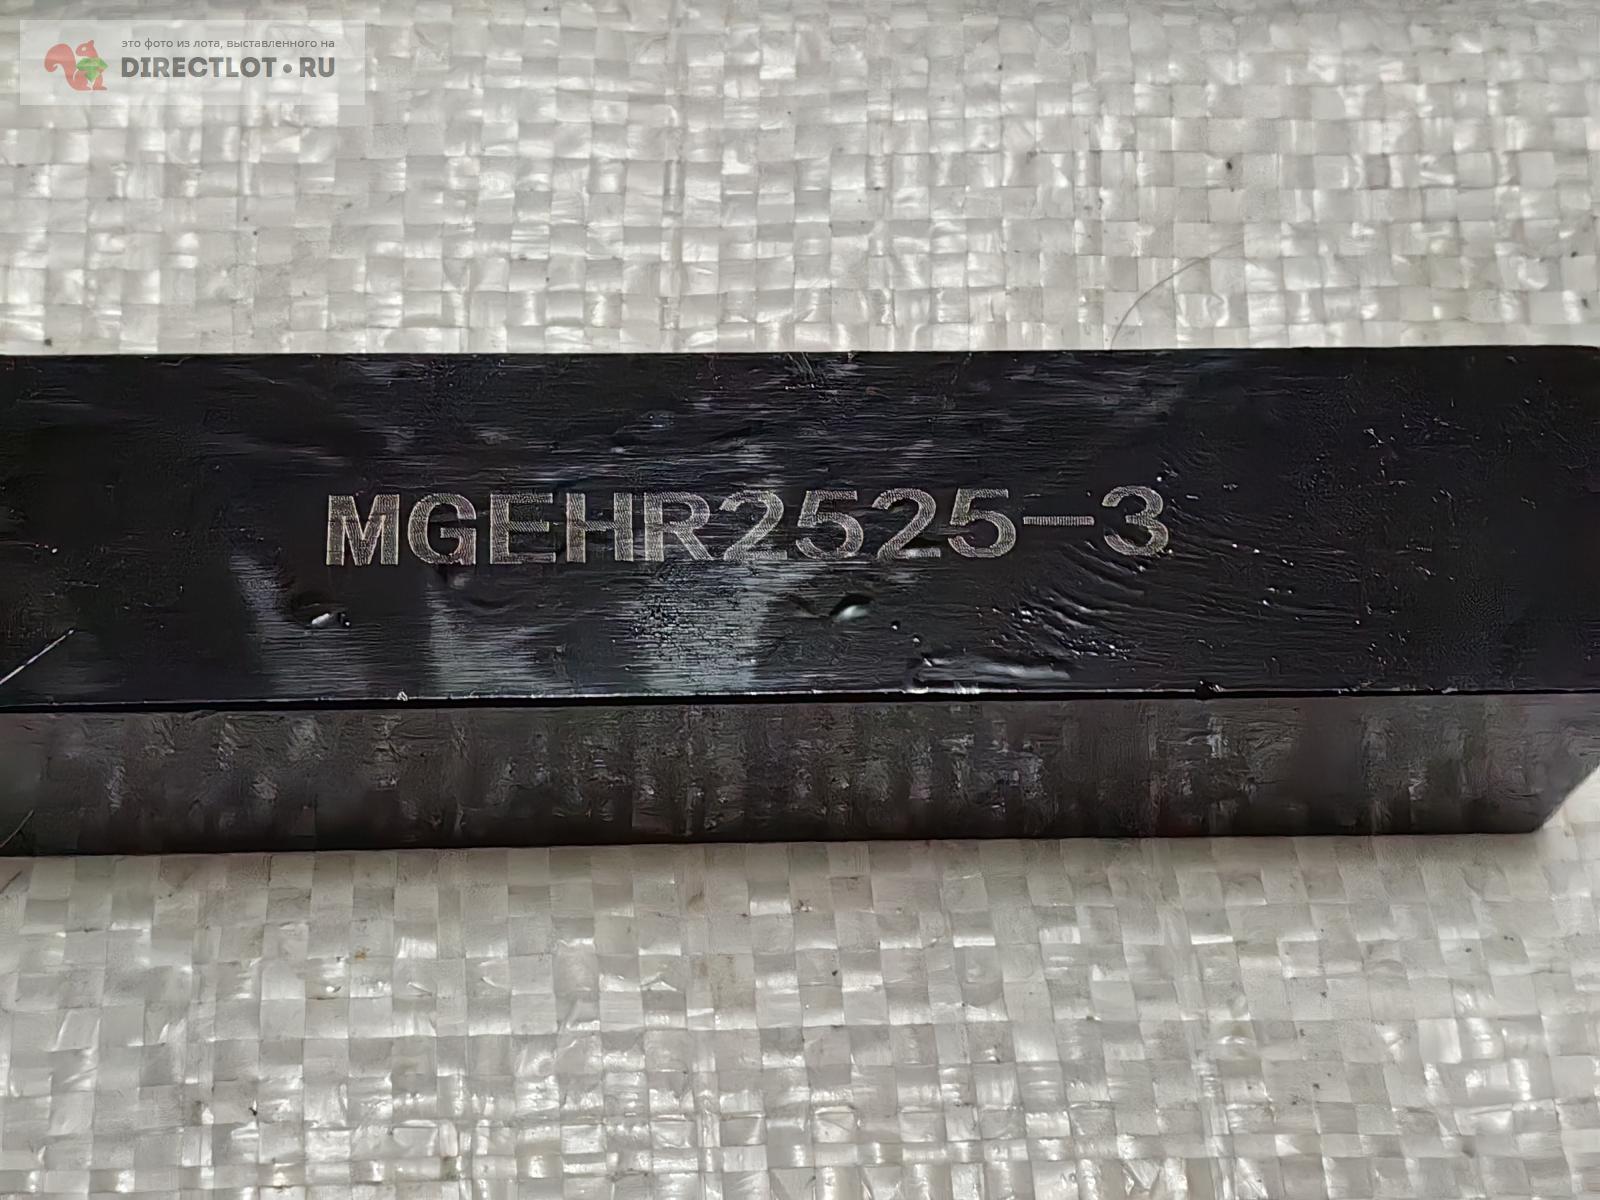 это фото из лота, выставленного на
DIRECTLOT•RU
MGEHR2525-3